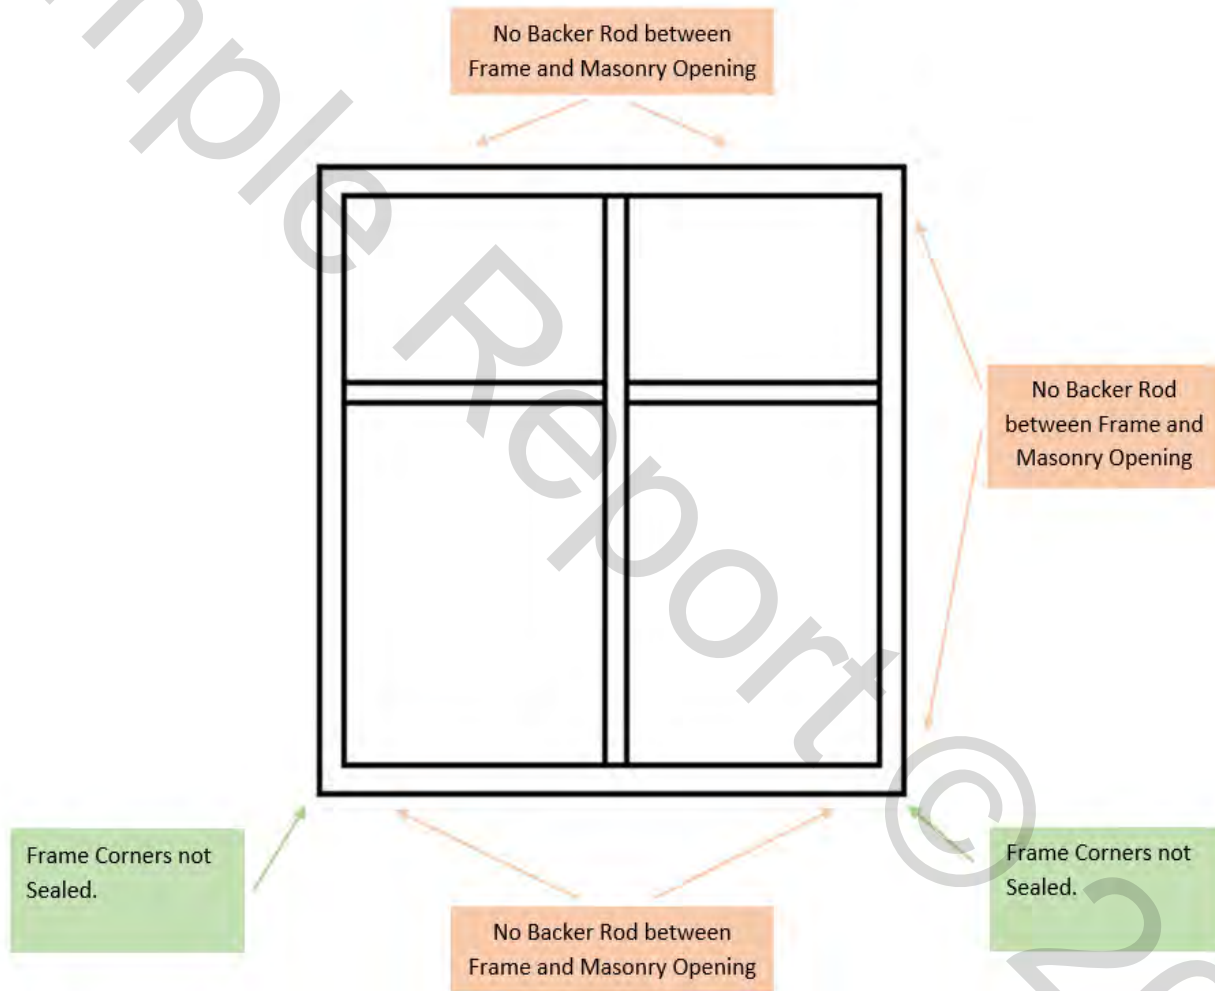 No Backer Rod between
Frame and Masonry Opening
No Backer Rod
between Frame and
Masonry Opening
Frame Corners not
Sealed.
Frame Corners not
Sealed.
No Backer Rod between
Frame and Masonry Opening
Report ©